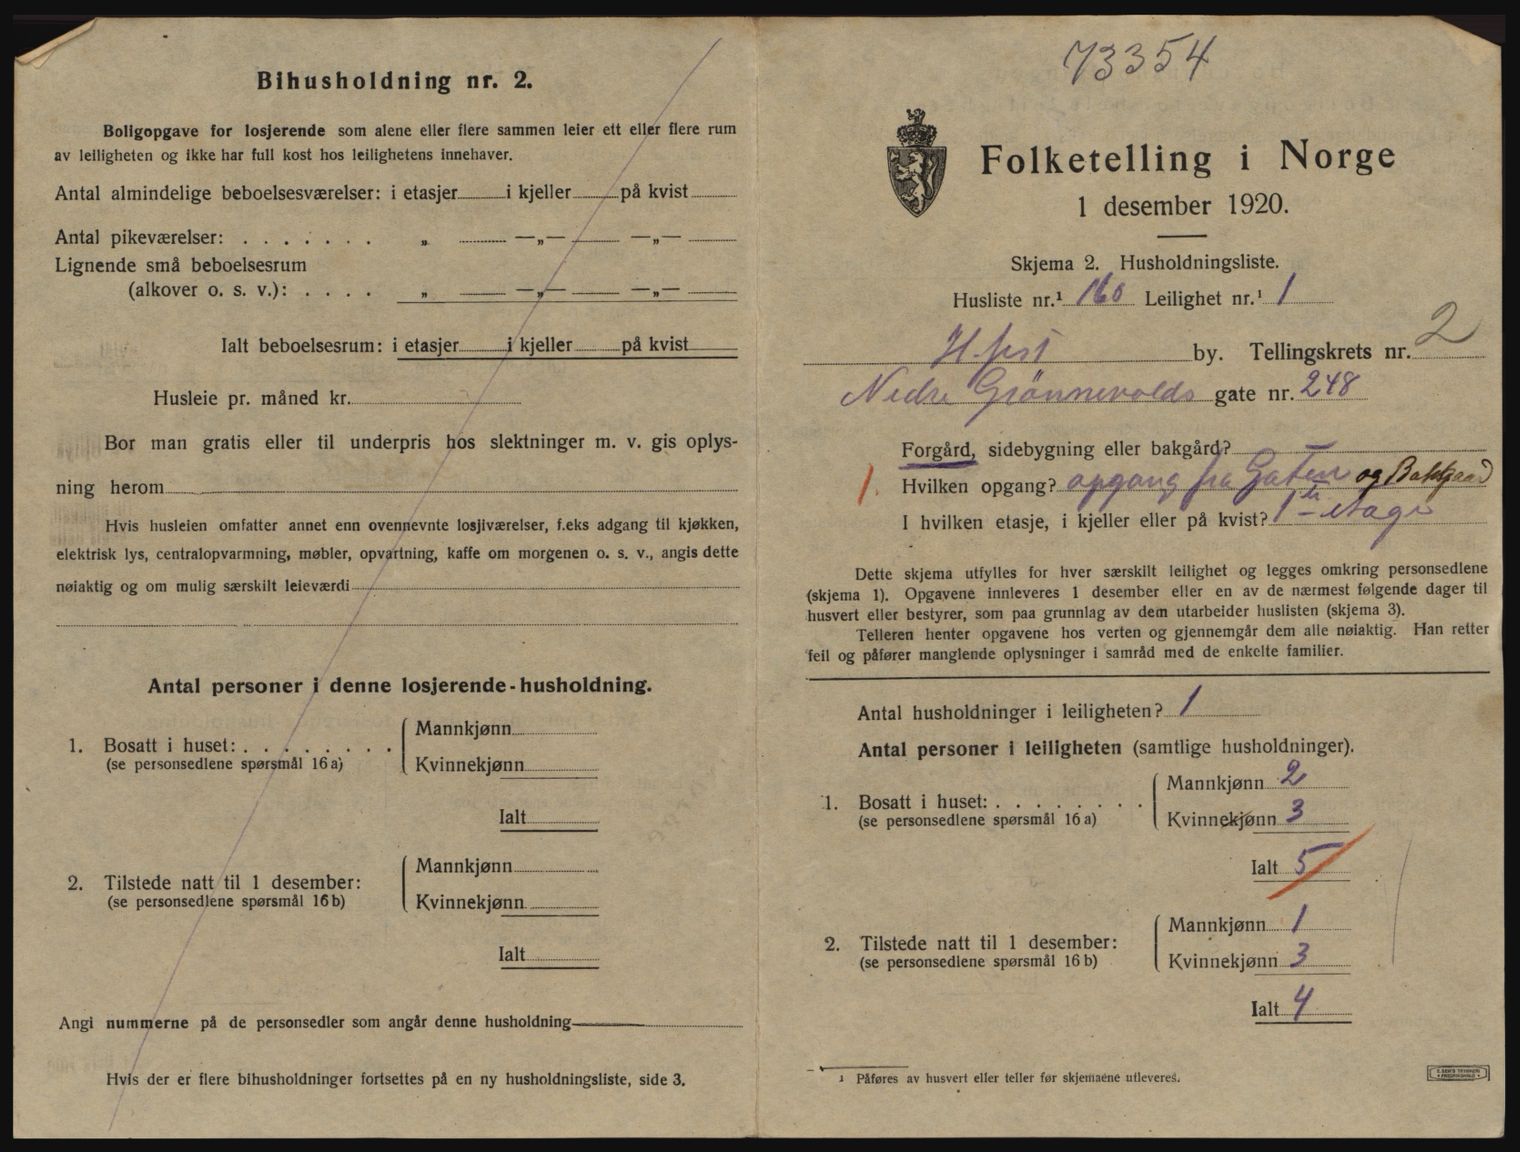 Bihusholdning nr. 2.
Boligopgave for losjerende som alene eller flere sammen leier ett eller flere rum
av leiligheten og ikke har full kost hos leilighetens innehaver.
Antal almindelige beboelsesværelser: i etasjer i kjeller på kvist
Antal pikeværelser: . . . . . . . „ —„— —„—
Lignende små beboelsesrum
(alkover o. s. v.): . . . . „ —„— —„—
Ialt beboelsesrum: i etasjer i kjeller på kvist
Husleie pr. måned kr.
Bor man gratis eller til underpris hos slektninger m. v. gis oplys-
ning herom
Hvis husleien omfatter annet enn ovennevnte losjiværelser, f.eks adgang til kjøkken,
elektrisk lys, centralopvarmning, møbler, opvartning, kaffe om morgenen o. s. v., angis dette
nøiaktig og om mulig særskilt leieværdi
Antal personer i denne losjerende-husholdning.
1. Bosatt i huset: . . . . . . . .
(se personsedlene spørsmål 16a)
Mannkjønn
Kvinnekjønn
Ialt
2. Tilstede natt til 1 desember:
(se personsedlene spørsmål 16b)
Mannkjønn
Kvinnekjønn
Ialt
Angi nummerne på de personsedler som angår denne husholdning
Hvis der er flere bihusholdninger fortsettes på en ny husholdningsliste, side 3.
73354
Folketelling i Norge
1 desember 1920.
Skjema 2. Husholdningsliste.
Husliste nr.¹ 160 Leilighet nr.¹ 1
by. Tellingskrets nr. 2
Nedre Grönnevolds gate nr. 248
Forgård, sidebygning eller bakgård?
1. Hvilken opgang? opgang fra Gaten og Bakgaard
I hvilken etasje, i kjeller eller på kvist? 1ste etage
Dette skjema utfylles for hver særskilt leilighet og legges omkring personsedlene
(skjema 1). Opgavene innleveres 1 desember eller en av de nærmest følgende dager til
husvert eller bestyrer, som paa grunnlag av dem utarbeider huslisten (skjema 3).
Telleren henter opgavene hos verten og gjennemgår dem alle nøiaktig. Han retter
feil og påfører manglende oplysninger i samråd med de enkelte familier.
Antal husholdninger i leiligheten? 1
Antal personer i leiligheten (samtlige husholdninger).
1. Bosatt i huset: . . . . . . . .
(se personsedlene spørsmål 16a)
Mannkjønn 2
Kvinnekjønn 3
Ialt 5
2. Tilstede natt til 1 desember:
(se personsedlene spørsmål 16b)
Mannkjønn 1
Kvinnekjønn 3
Ialt 4
¹ Påføres av husvert eller teller før skjemaene utleveres.